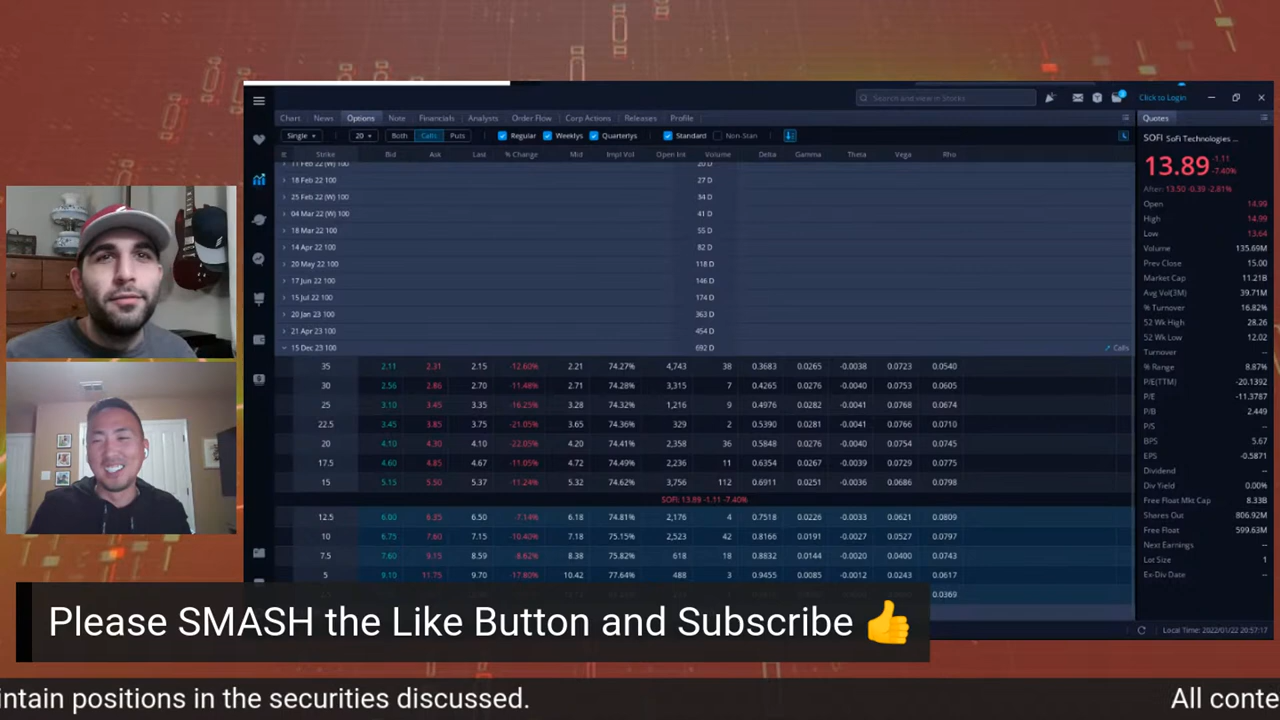 Search and view in Stocks
Click to Login
Chart News Options Note Financials Analysts Order Flow Corp Actions Releases Profile
Quotes
Single 20 Both Calls Puts Regular Weeklys Quarterlys Standard Non-Stan
SOFI SoFi Technologies ...
Strike Bid Ask Last % Change Mid Impl Vol Open Int Volume Delta Gamma Theta Vega Rho
13.89 -1.11 -7.40%
After: 13.50 -0.39 -2.81%
11 Feb 22 (W) 100 20 D
18 Feb 22 100 27 D
25 Feb 22 (W) 100 34 D
04 Mar 22 (W) 100 41 D
18 Mar 22 100 55 D
14 Apr 22 100 82 D
20 May 22 100 118 D
17 Jun 22 100 146 D
15 Jul 22 100 174 D
20 Jan 23 100 363 D
21 Apr 23 100 454 D
15 Dec 23 100 692 D Calls
35 2.11 2.31 2.15 -12.60% 2.21 74.27% 4,743 38 0.3683 0.0265 -0.0038 0.0723 0.0540
30 2.56 2.86 2.70 -11.48% 2.71 74.28% 3,315 7 0.4265 0.0276 -0.0040 0.0753 0.0605
25 3.10 3.45 3.35 -16.25% 3.28 74.32% 1,216 9 0.4976 0.0282 -0.0041 0.0768 0.0674
22.5 3.45 3.85 3.75 -21.05% 3.65 74.36% 329 2 0.5390 0.0281 -0.0041 0.0766 0.0710
20 4.10 4.30 4.10 -22.05% 4.20 74.41% 2,358 36 0.5848 0.0276 -0.0040 0.0754 0.0745
17.5 4.60 4.85 4.67 -11.05% 4.72 74.49% 2,236 11 0.6354 0.0267 -0.0039 0.0729 0.0775
15 5.15 5.50 5.37 -11.24% 5.32 74.62% 3,756 112 0.6911 0.0251 -0.0036 0.0686 0.0798
SOFI: 13.89 -1.11 -7.40%
12.5 6.00 6.35 6.50 -7.14% 6.18 74.81% 2,176 4 0.7518 0.0226 -0.0033 0.0621 0.0809
10 6.75 7.60 7.15 -10.40% 7.18 75.15% 2,523 42 0.8166 0.0191 -0.0027 0.0527 0.0797
7.5 7.60 9.15 8.59 -8.62% 8.38 75.82% 618 18 0.8832 0.0144 -0.0020 0.0400 0.0743
5 9.10 11.75 9.70 -17.80% 10.42 77.64% 488 3 0.9455 0.0085 -0.0012 0.0243 0.0617
0.0369
Open 14.99
High 14.99
Low 13.64
Volume 135.69M
Prev Close 15.00
Market Cap 11.21B
Avg Vol(3M) 39.71M
% Turnover 16.82%
52 Wk High 28.26
52 Wk Low 12.02
Turnover --
% Range 8.87%
P/E(TTM) -20.1392
P/E -11.3787
P/B 2.449
P/S --
BPS 5.67
EPS -0.5871
Dividend --
Div Yield 0.00%
Free Float Mkt Cap 8.33B
Shares Out 806.92M
Free Float 599.63M
Next Earnings --
Lot Size 1
Ex-Div Date --
Local Time: 2022/01/22 20:57:17
Please SMASH the Like Button and Subscribe 👍
intain positions in the securities discussed. All conte